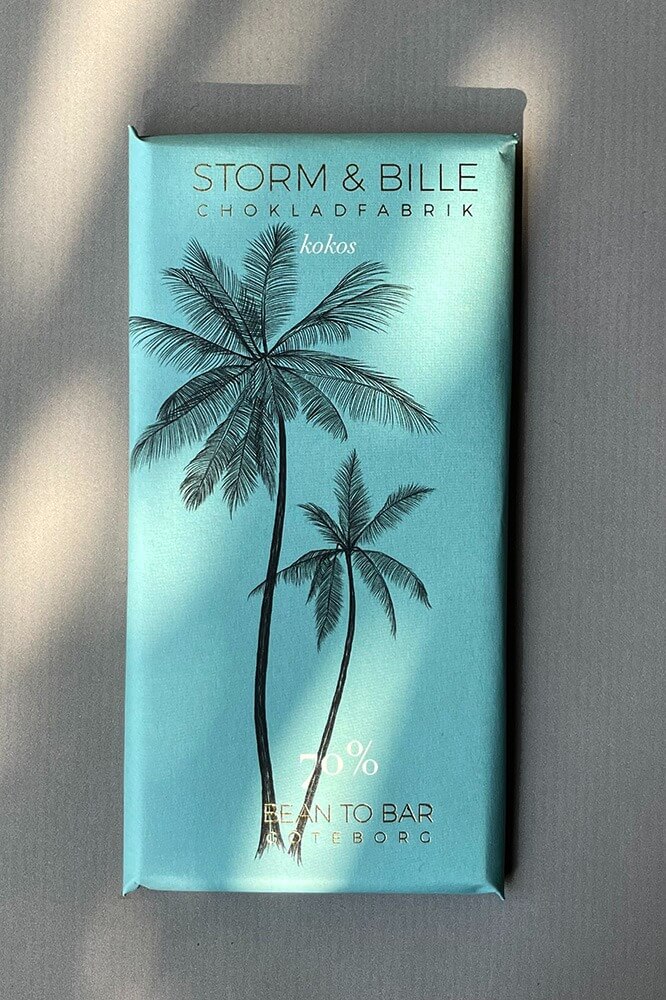 STORM & BILLE
CHOKLADFABRIK
kokos
70%
BEAN TO BAR
GÖTEBORG